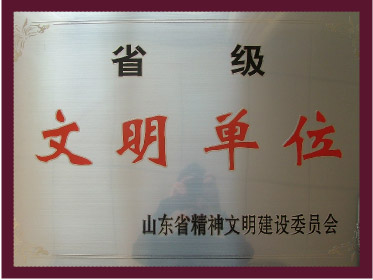 省级
文明单位
山东省精神文明建设委员会